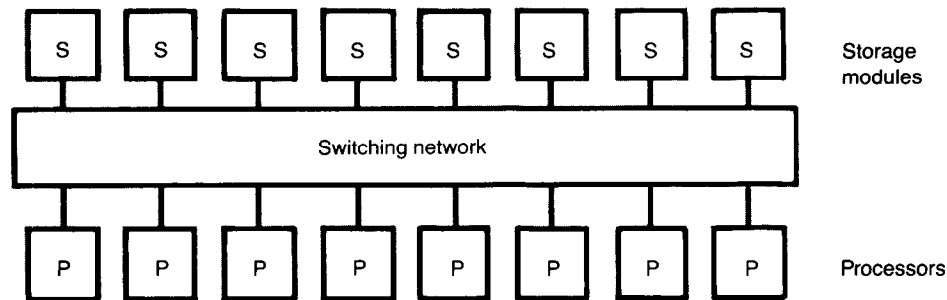 S S S S S S S S
Storage
modules
Switching network
P P P P P P P P
Processors